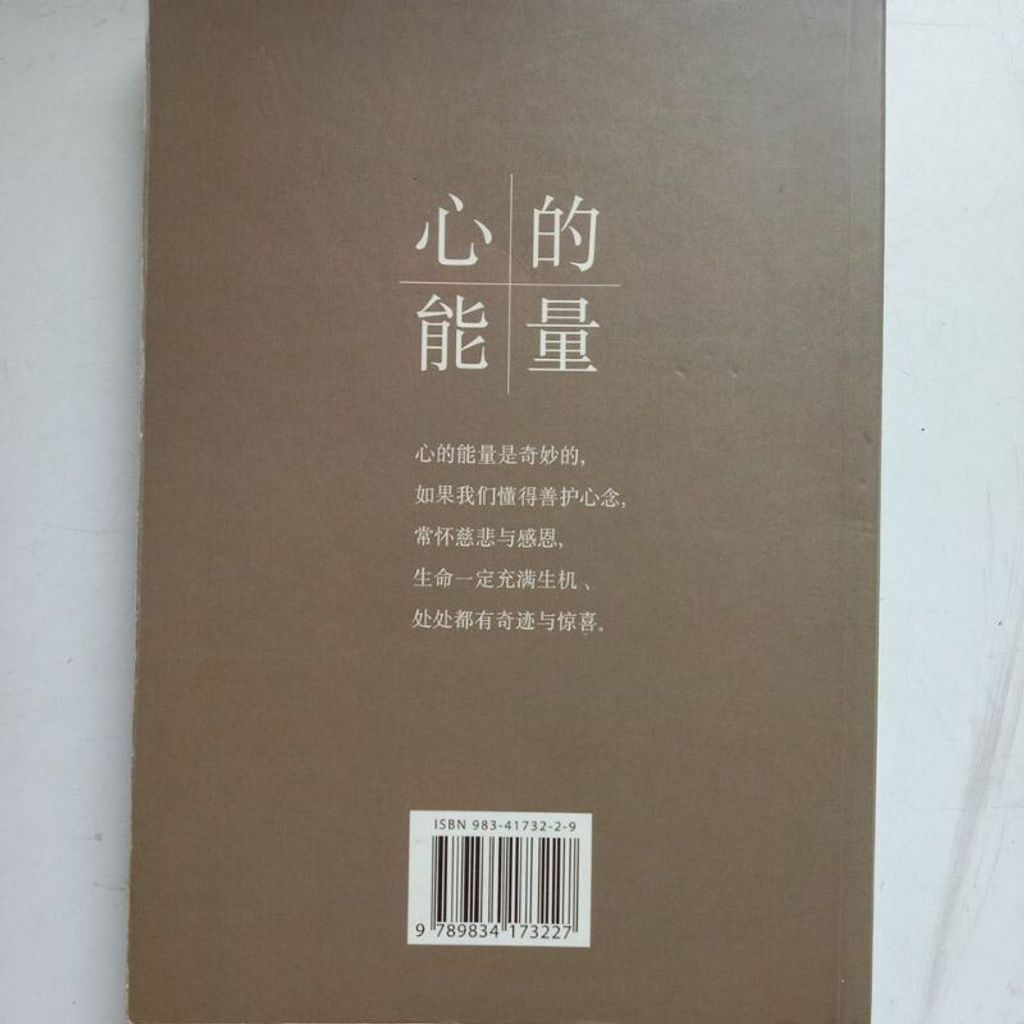 心的
能量
心的能量是奇妙的，
如果我们懂得善护心念，
常怀慈悲与感恩，
生命一定充满生机、
处处都有奇迹与惊喜。
ISBN 983-41732-2-9
9 789834 173227